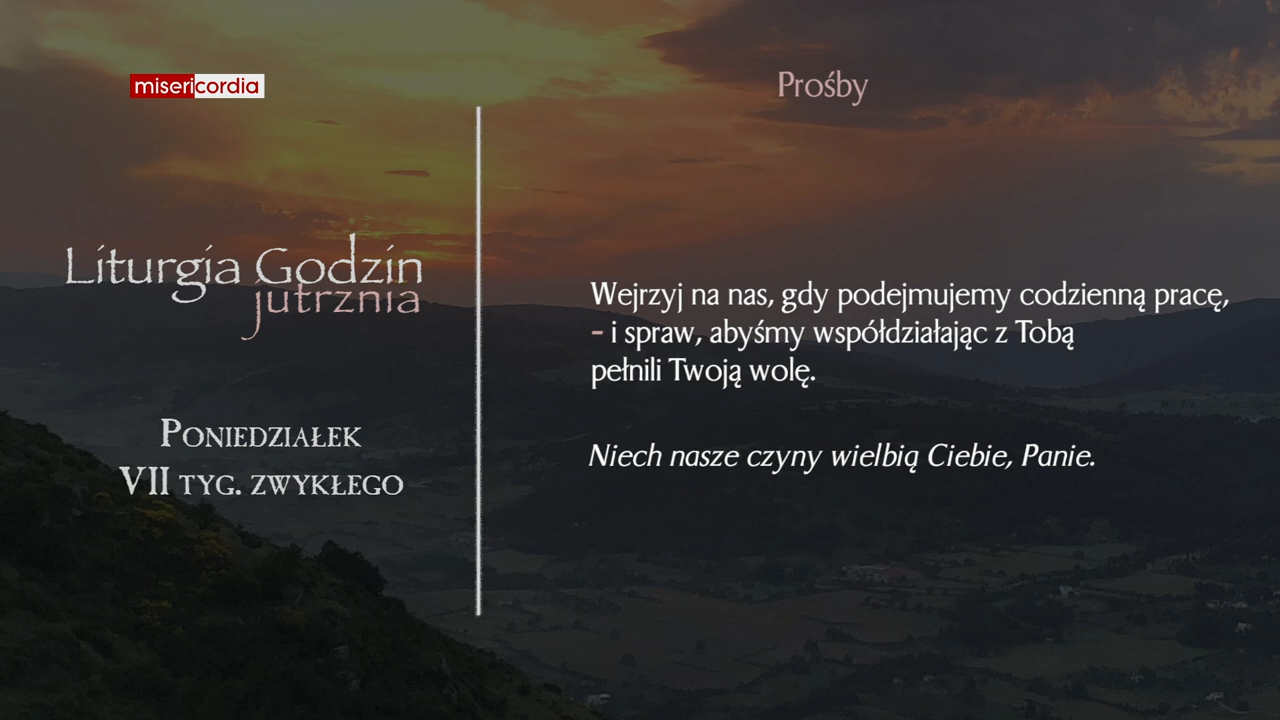 misericordia
Liturgia Godzin
jutrznia
Poniedziałek
VII tyg. zwykłego
Prośby
Wejrzyj na nas, gdy podejmujemy codzienną pracę,
– i spraw, abyśmy współdziałając z Tobą
pełnili Twoją wolę.
Niech nasze czyny wielbią Ciebie, Panie.